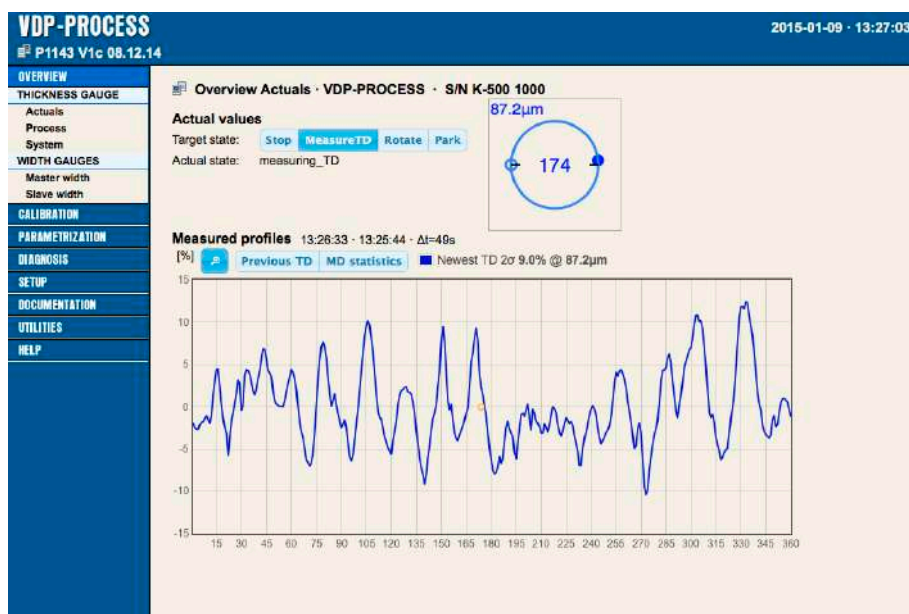 VDP-PROCESS
P1143 V1c 08.12.14
2015-01-09 · 13:27:03
OVERVIEW
THICKNESS GAUGE
Actuals
Process
System
WIDTH GAUGES
Master width
Slave width
CALIBRATION
PARAMETRIZATION
DIAGNOSIS
SETUP
DOCUMENTATION
UTILITIES
HELP
Overview Actuals · VDP-PROCESS · S/N K-500 1000
Actual values
Target state: Stop MeasureTD Rotate Park
Actual state: measuring_TD
87.2µm
174
Measured profiles 13:26:33 - 13:25:44 - Δt=49s
[%] Previous TD MD statistics Newest TD 2σ 9.0% @ 87.2µm
15
10
5
0
-5
-10
-15
15 30 45 60 75 90 105 120 135 150 165 180 195 210 225 240 255 270 285 300 315 330 345 360